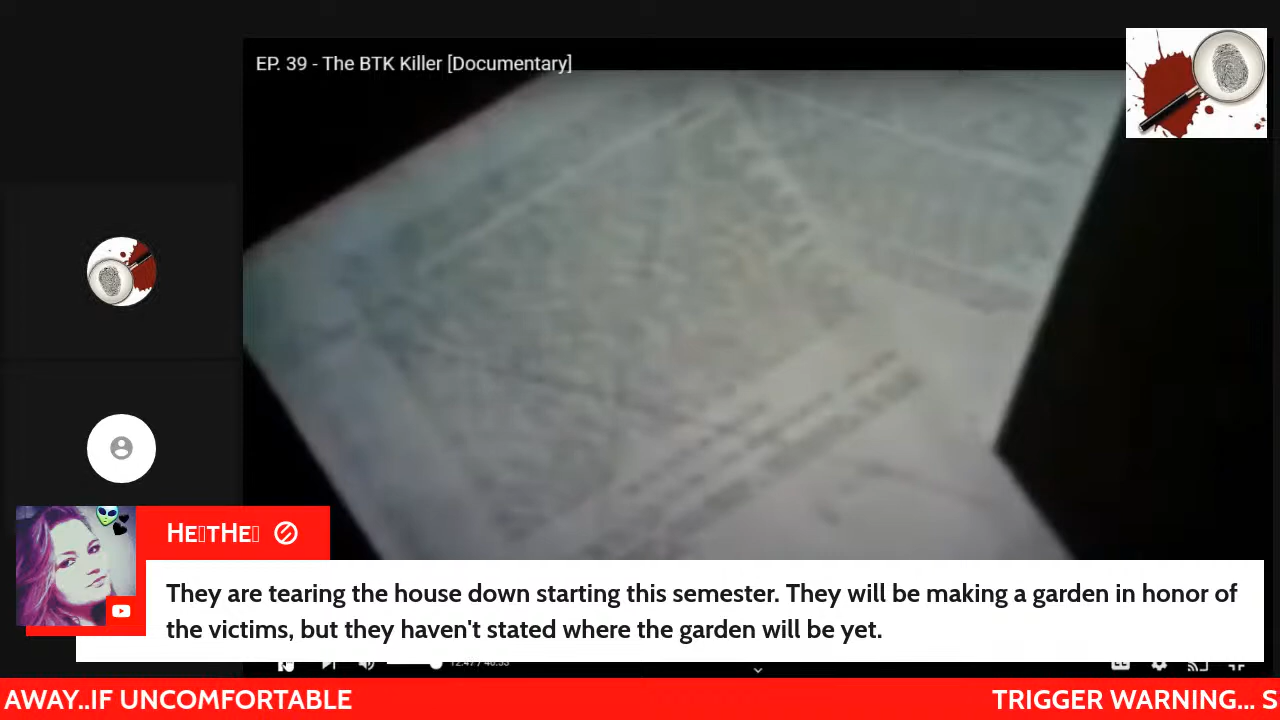 EP. 39 - The BTK Killer [Documentary]
They are tearing the house down starting this semester. They will be making a garden in honor of
the victims, but they haven't stated where the garden will be yet.
AWAY..IF UNCOMFORTABLE
TRIGGER WARNING... S